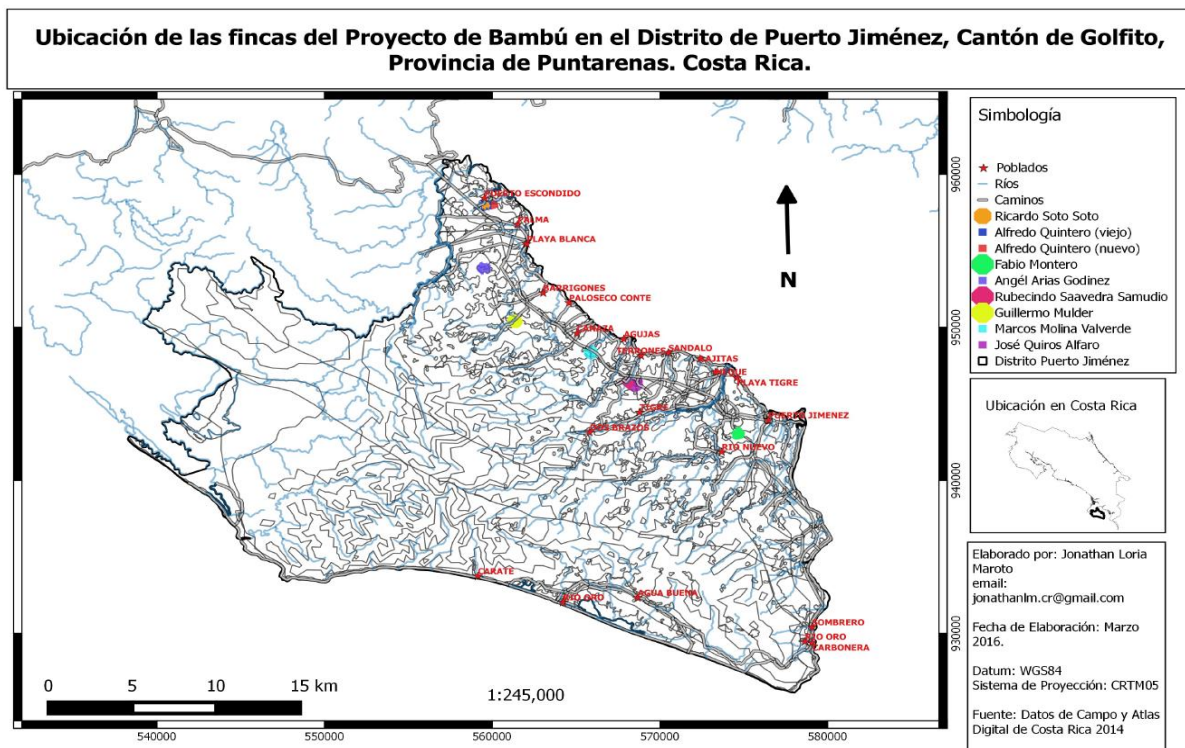 Ubicación de las fincas del Proyecto de Bambú en el Distrito de Puerto Jiménez, Cantón de Golfito,
Provincia de Puntarenas. Costa Rica.
960000
950000
940000
930000
PALMA
PLAYA BLANCA
BARRIGONES
PALOSECO CONTE
AGUJAS
SANDALO
PLAYA TIGRE
DOS BRAZOS
RIO NUEVO
CARATE
RIO ORO
AGUA BUENA
SOMBRERO
RIO ORO
CARBONERA
N
0 5 10 15 km
1:245,000
540000 550000 560000 570000 580000
Simbología
Poblados
Ríos
Caminos
Ricardo Soto Soto
Alfredo Quintero (viejo)
Alfredo Quintero (nuevo)
Fabio Montero
Angél Arias Godinez
Rubecindo Saavedra Samudio
Guillermo Mulder
Marcos Molina Valverde
José Quiros Alfaro
Distrito Puerto Jiménez
Ubicación en Costa Rica
Elaborado por: Jonathan Loria
Maroto
email:
jonathanlm.cr@gmail.com
Fecha de Elaboración: Marzo
2016.
Datum: WGS84
Sistema de Proyección: CRTM05
Fuente: Datos de Campo y Atlas
Digital de Costa Rica 2014